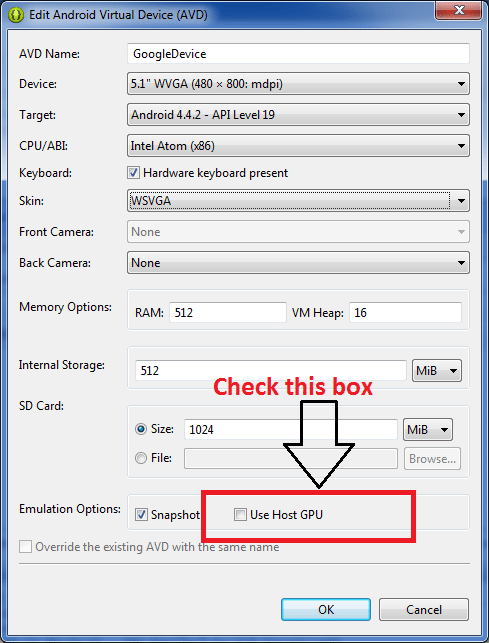 Edit Android Virtual Device (AVD)
AVD Name: GoogleDevice
Device: 5.1" WVGA (480 × 800: mdpi)
Target: Android 4.4.2 - API Level 19
CPU/ABI: Intel Atom (x86)
Keyboard: Hardware keyboard present
Skin: WSVGA
Front Camera: None
Back Camera: None
Memory Options: RAM: 512 VM Heap: 16
Internal Storage: 512 MiB
Check this box
SD Card:
Size: 1024 MiB
File: Browse...
Emulation Options: Snapshot Use Host GPU
Override the existing AVD with the same name
OK Cancel